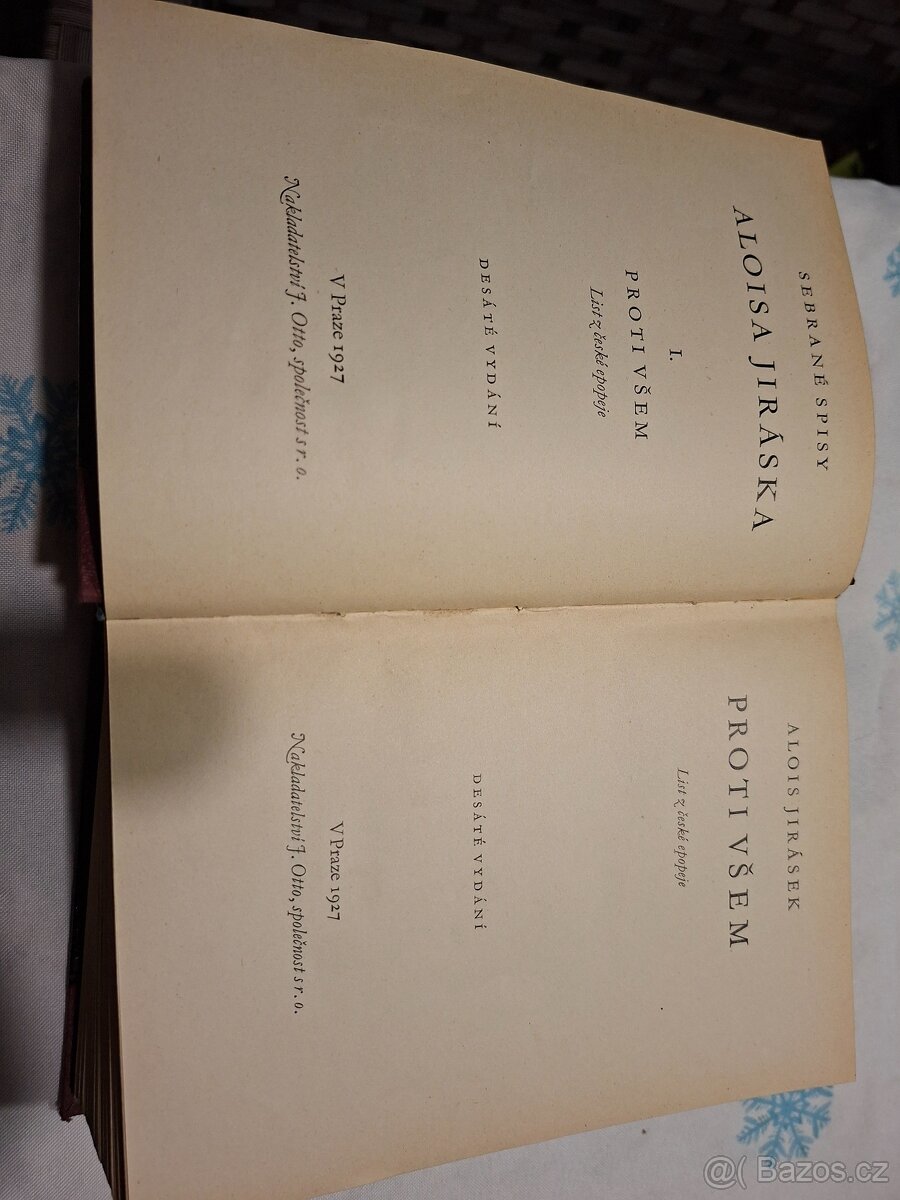 SEBRANÉ SPISY
ALOISA JIRÁSKA
I.
PROTI VŠEM
List z české epopeje
DESÁTÉ VYDÁNÍ
V Praze 1927
Nakladatelství J. Otto, společnost s r. o.
ALOIS JIRÁSEK
PROTI VŠEM
List z české epopeje
DESÁTÉ VYDÁNÍ
V Praze 1927
Nakladatelství J. Otto, společnost s r. o.
@( Bazos.cz